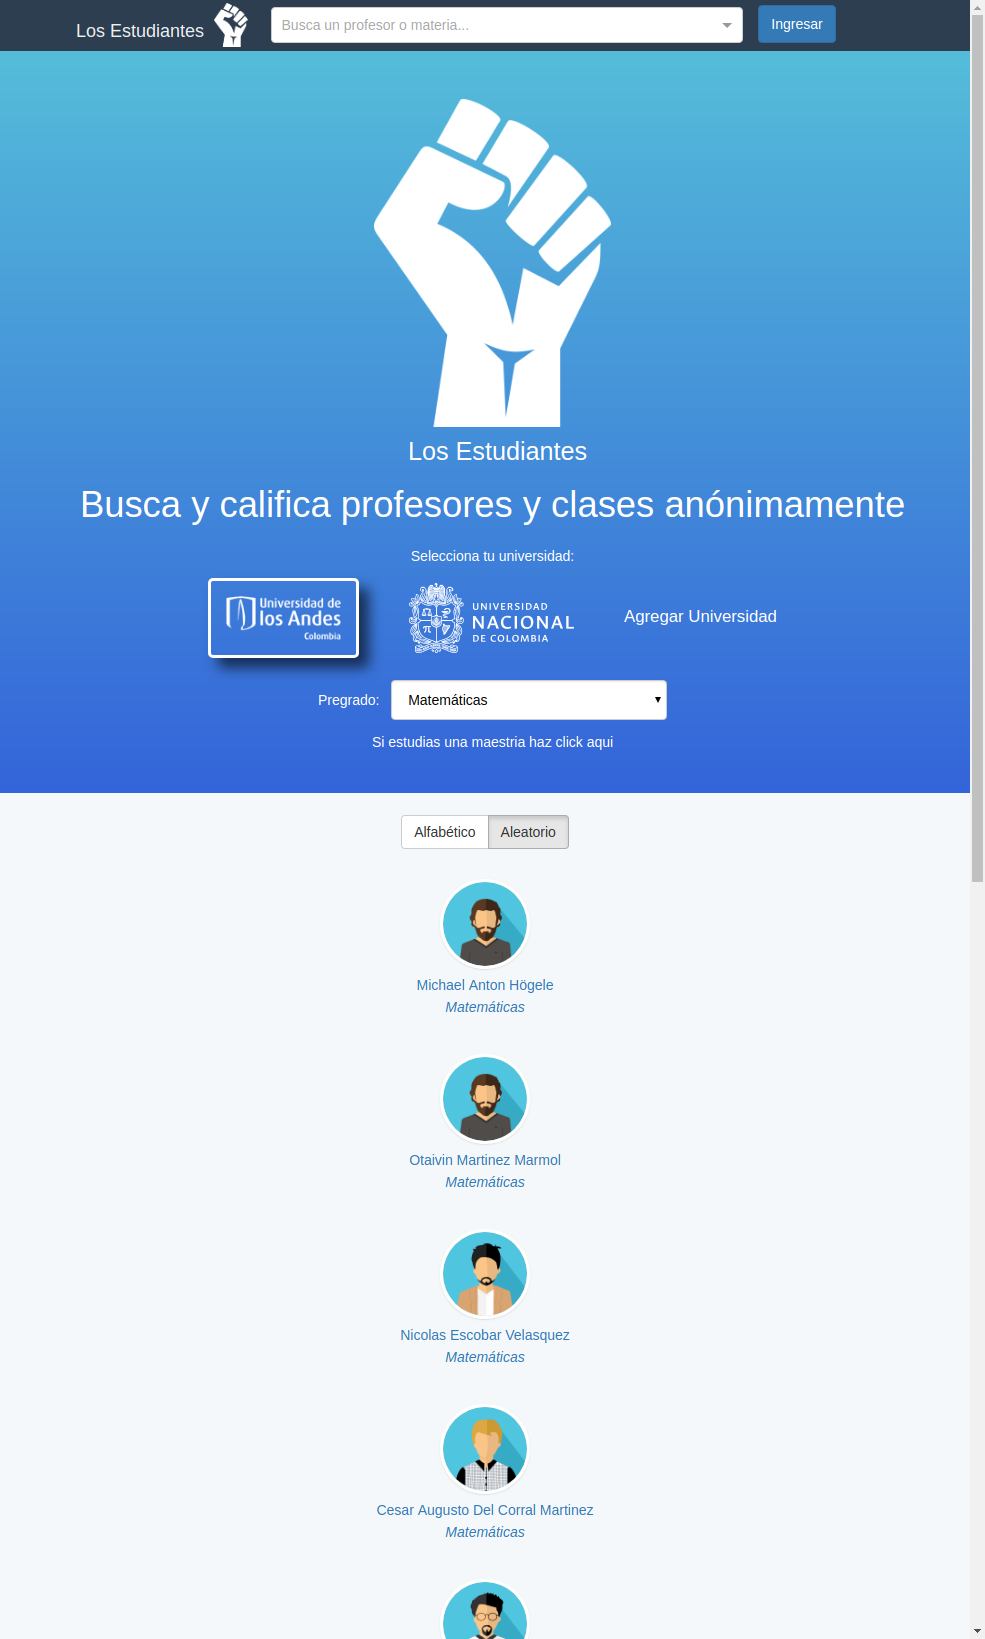 Los Estudiantes
Busca un profesor o materia...
Ingresar
Los Estudiantes
Busca y califica profesores y clases anónimamente
Selecciona tu universidad:
Universidad de
los Andes
Colombia
UNIVERSIDAD
NACIONAL
DE COLOMBIA
Agregar Universidad
Pregrado:
Matemáticas
Si estudias una maestria haz click aqui
Alfabético
Aleatorio
Michael Anton Högele
Matemáticas
Otaivin Martinez Marmol
Matemáticas
Nicolas Escobar Velasquez
Matemáticas
Cesar Augusto Del Corral Martinez
Matemáticas